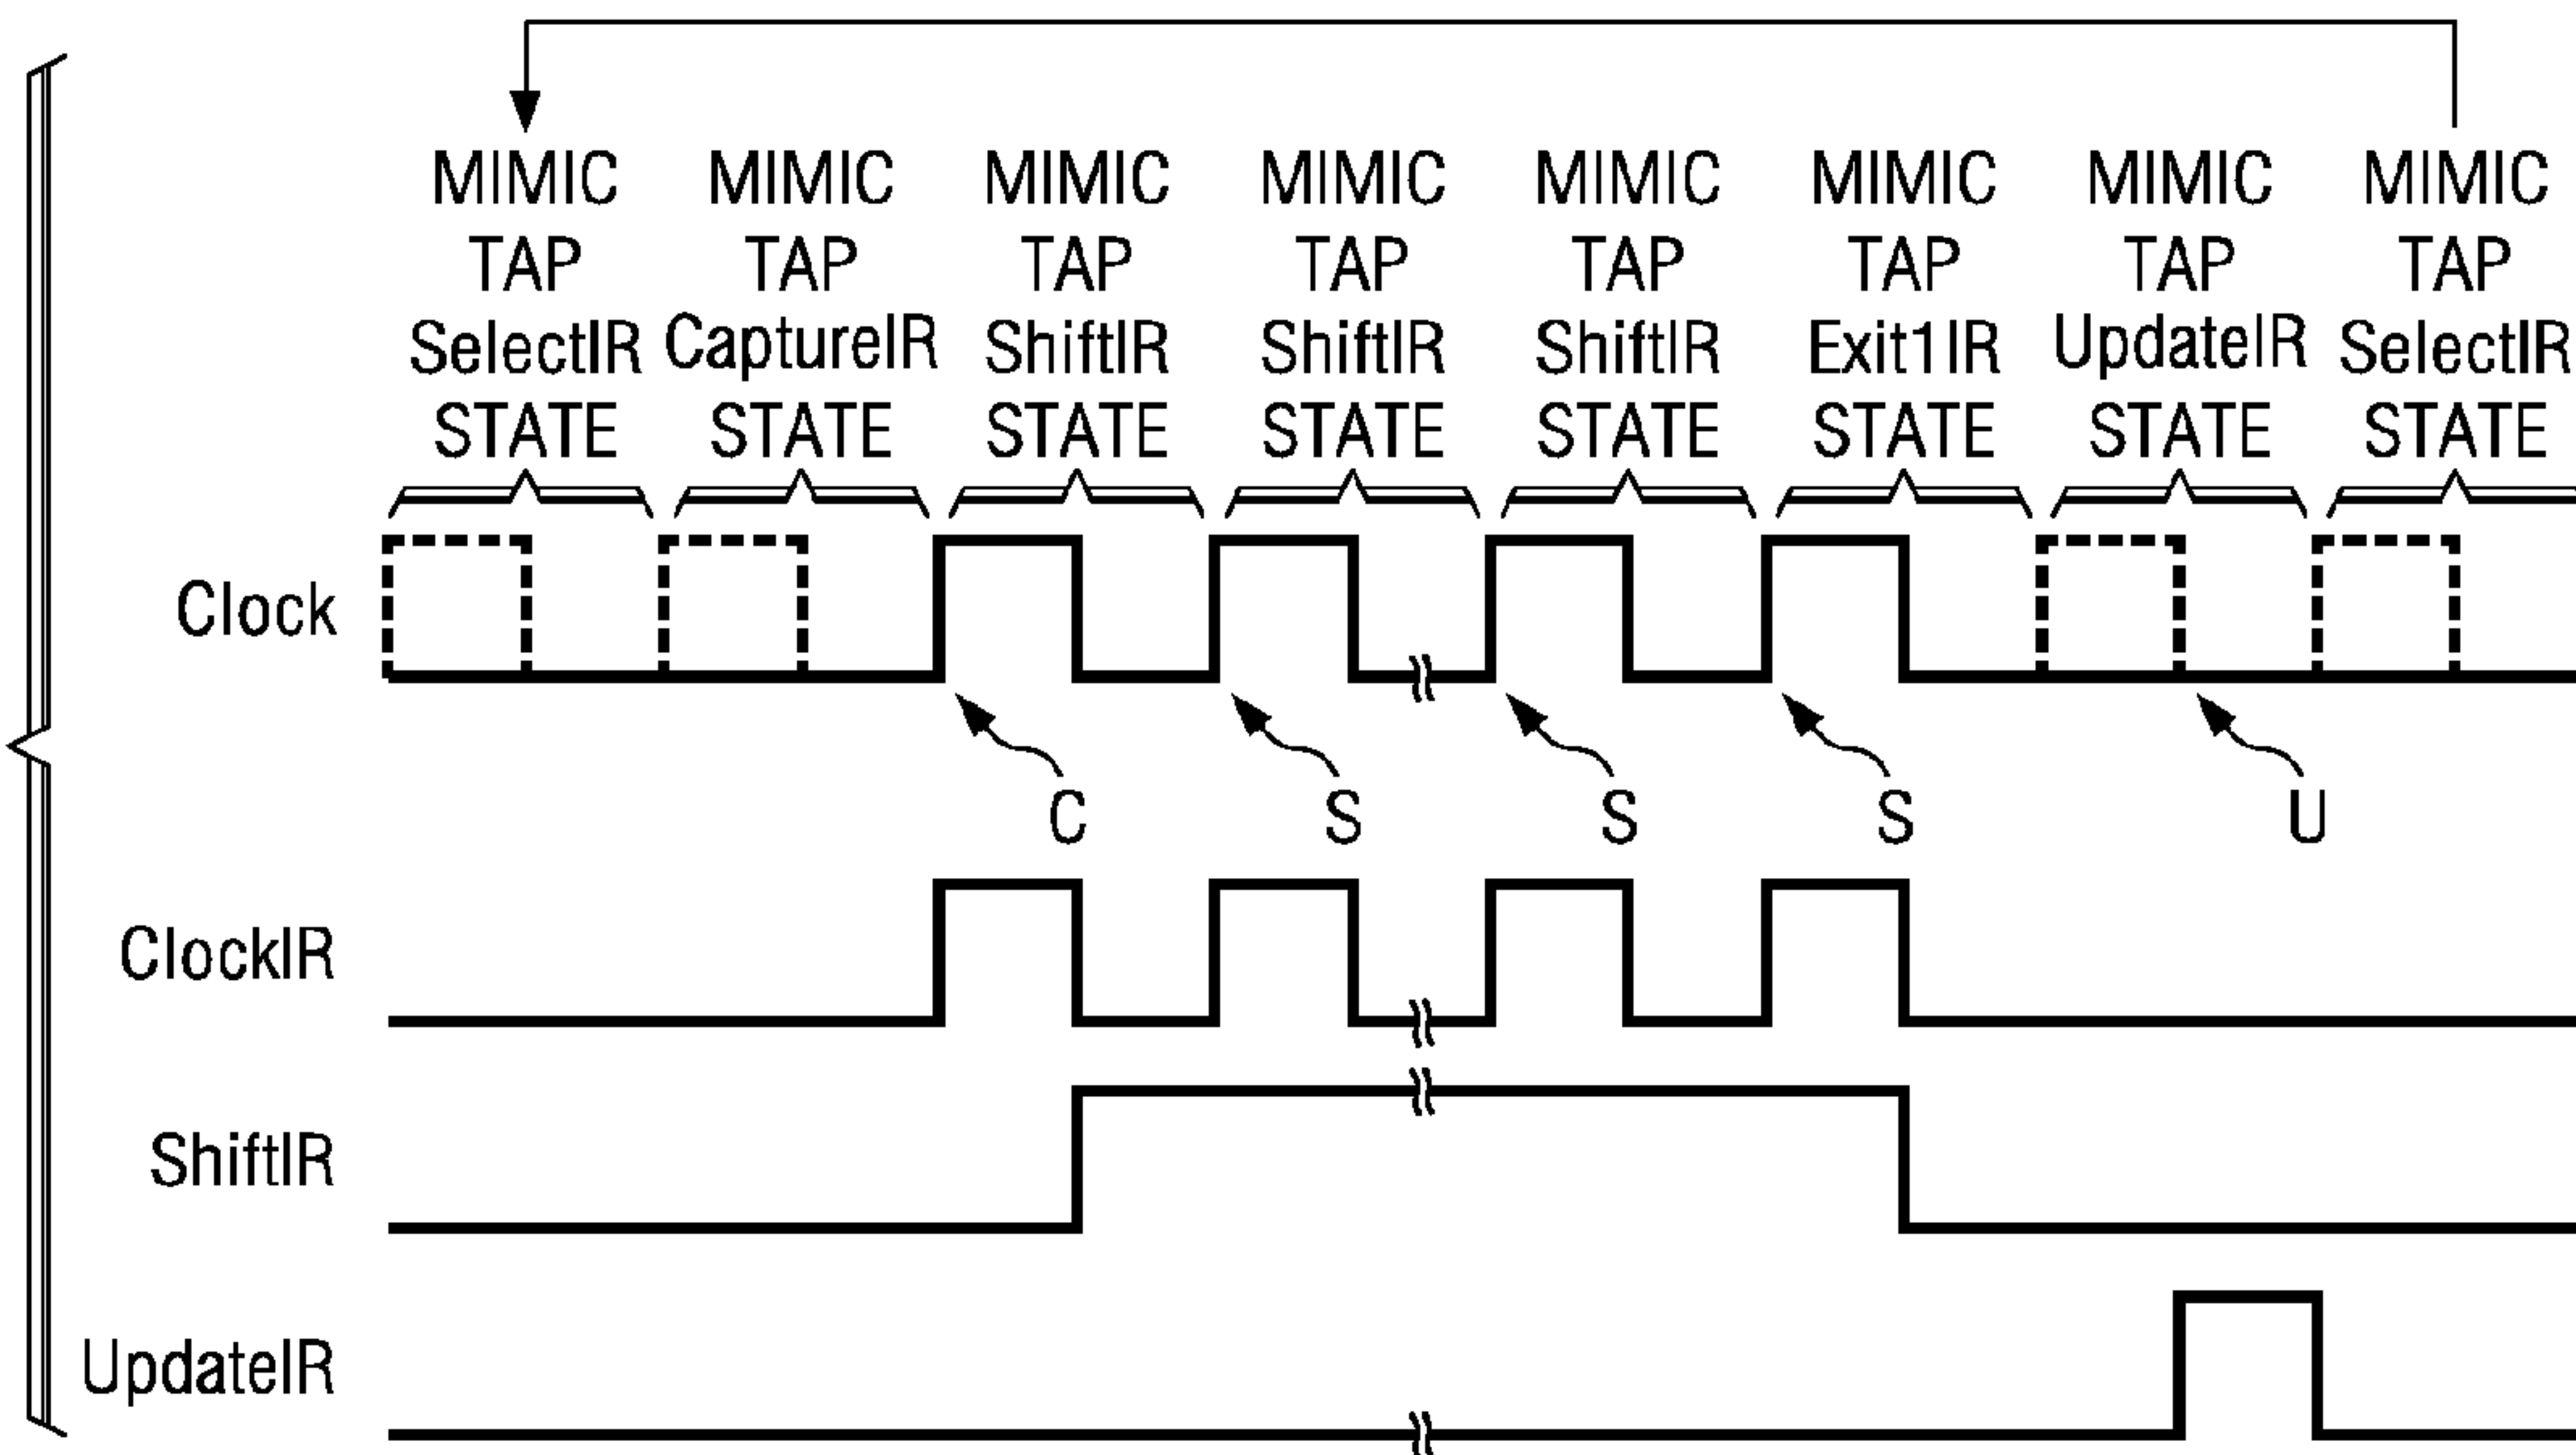 MIMIC TAP SelectIR STATE
MIMIC TAP CaptureIR STATE
MIMIC TAP ShiftIR STATE
MIMIC TAP ShiftIR STATE
MIMIC TAP ShiftIR STATE
MIMIC TAP Exit1IR STATE
MIMIC TAP UpdateIR STATE
MIMIC TAP SelectIR STATE
Clock
C
S
S
S
U
ClockIR
ShiftIR
UpdateIR